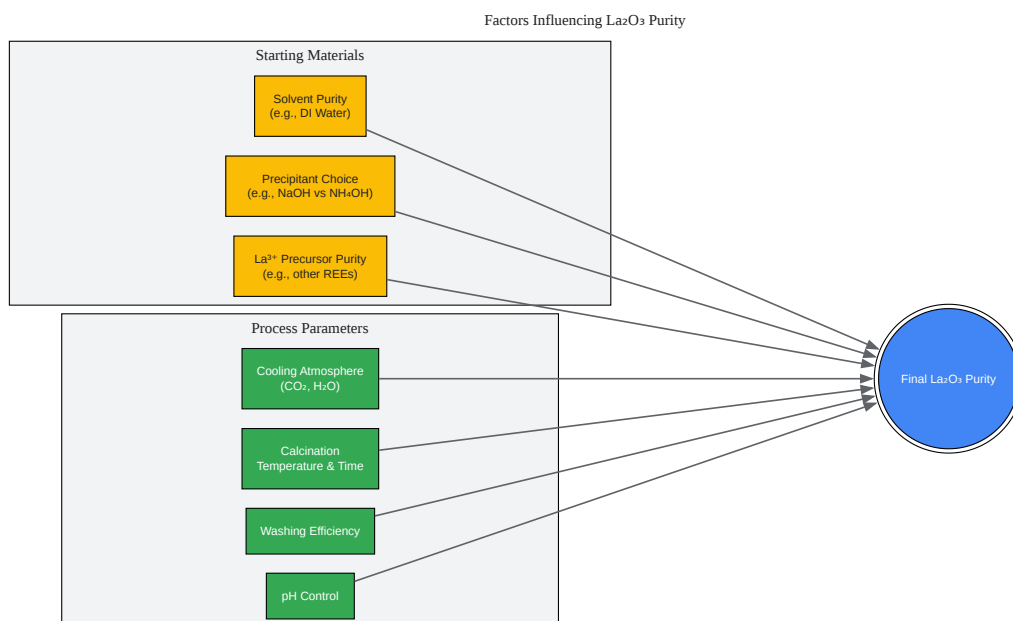 Factors Influencing La₂O₃ Purity
Starting Materials
Solvent Purity
(e.g., DI Water)
Precipitant Choice
(e.g., NaOH vs NH₄OH)
La³⁺ Precursor Purity
(e.g., other REEs)
Process Parameters
Cooling Atmosphere
(CO₂, H₂O)
Calcination
Temperature & Time
Washing Efficiency
pH Control
Final La₂O₃ Purity